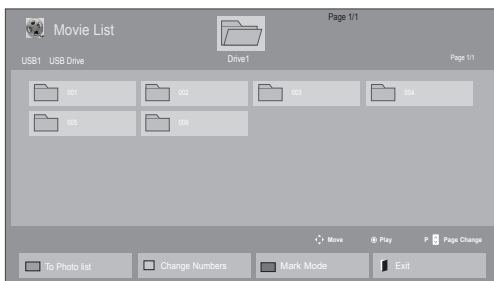 Page 1/1
Movie List
Drive1
USB1 USB Drive
Page 1/1
001 002 003 004
005 006
Move Play P Page Change
To Photo list Change Numbers Mark Mode Exit